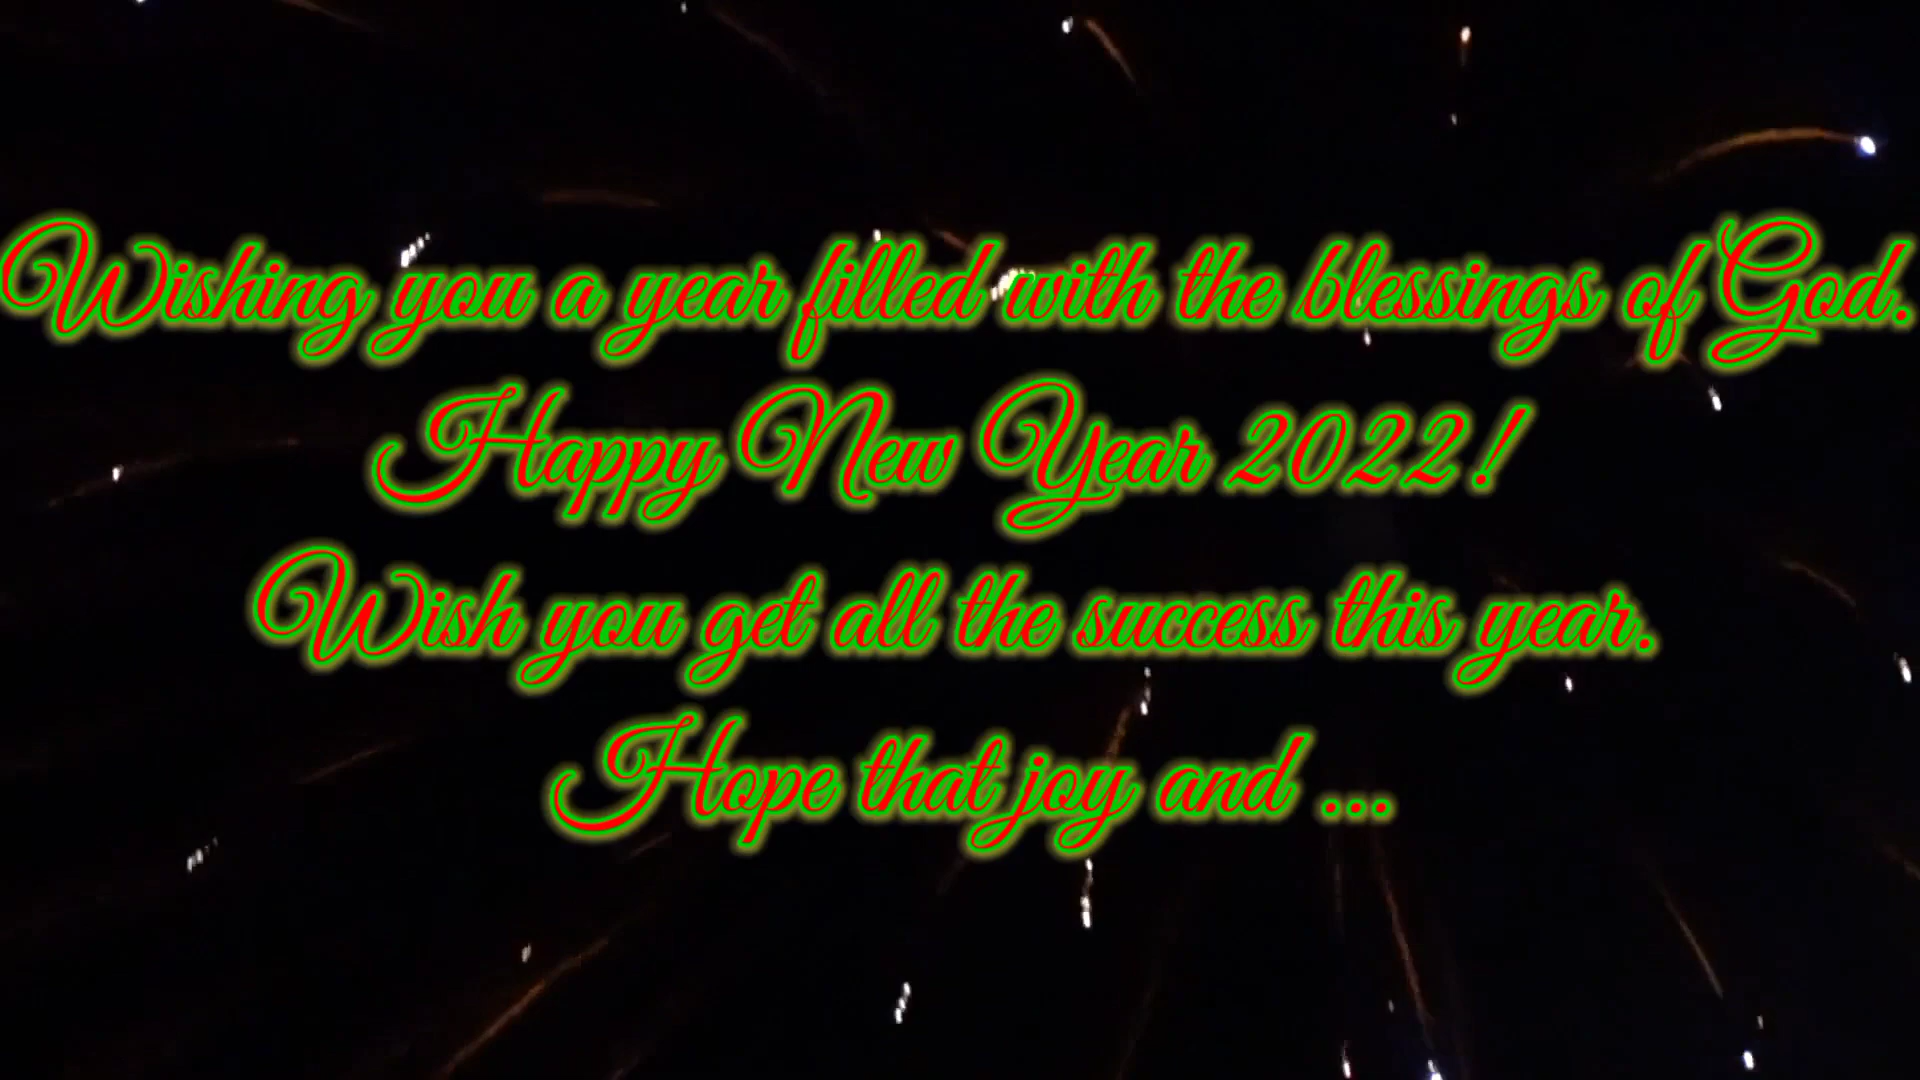 Wishing you a year filled with the blessings of God.
Happy New Year 2022!
Wish you get all the success this year.
Hope that joy and ...